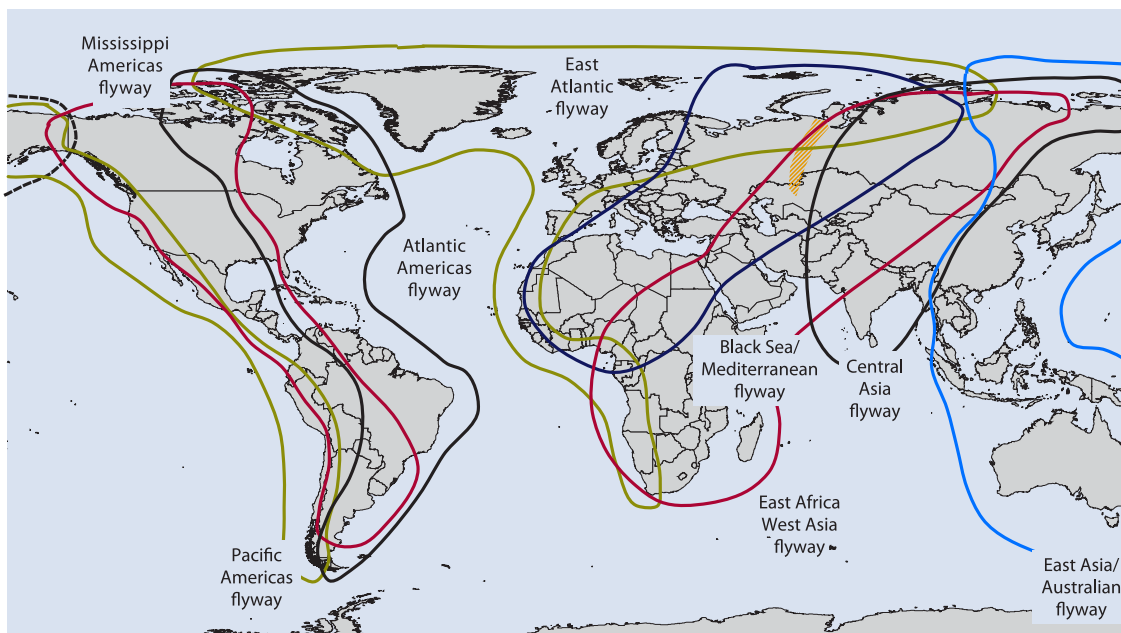 Mississippi
Americas
flyway
East
Atlantic
flyway
Atlantic
Americas
flyway
Black Sea/
Mediterranean
flyway
Central
Asia
flyway
East Africa
West Asia
flyway
Pacific
Americas
flyway
East Asia/
Australian
flyway